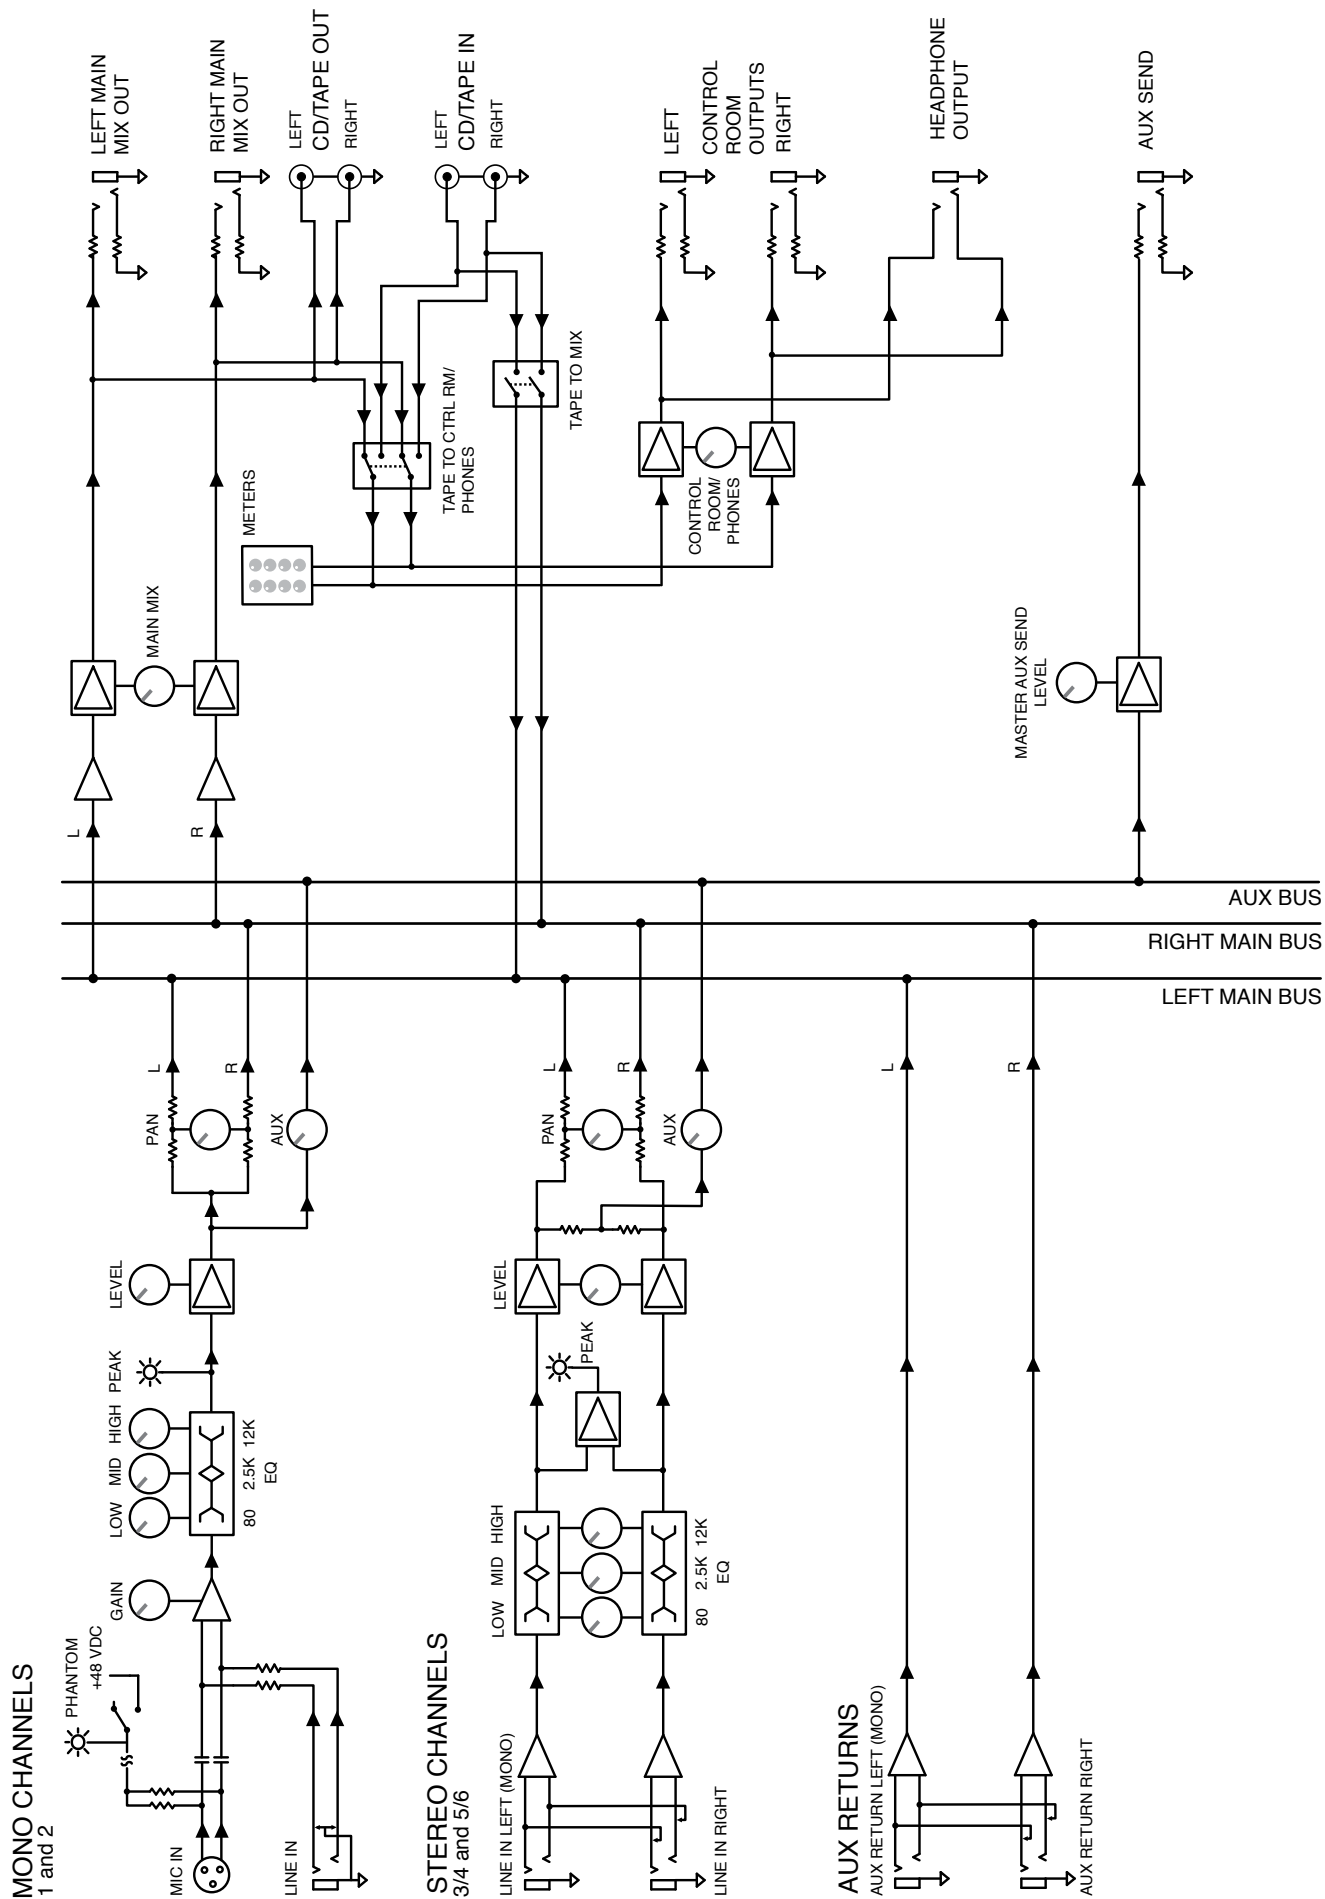 MONO CHANNELS
1 and 2
MIC IN
LINE IN
PHANTOM
+48 VDC
GAIN
LOW MID HIGH
80 2.5K 12K
EQ
PEAK
LEVEL
PAN
L
R
AUX
STEREO CHANNELS
3/4 and 5/6
LINE IN LEFT (MONO)
LINE IN RIGHT
LOW MID HIGH
80 2.5K 12K
EQ
PEAK
LEVEL
PAN
L
R
AUX
AUX RETURNS
AUX RETURN LEFT (MONO)
AUX RETURN RIGHT
L
R
AUX BUS
RIGHT MAIN BUS
LEFT MAIN BUS
L
R
MAIN MIX
METERS
TAPE TO CTRL RM/
PHONES
TAPE TO MIX
CONTROL
ROOM/
PHONES
MASTER AUX SEND
LEVEL
LEFT MAIN
MIX OUT
RIGHT MAIN
MIX OUT
LEFT
CD/TAPE OUT
RIGHT
LEFT
CD/TAPE IN
RIGHT
LEFT
CONTROL
ROOM
OUTPUTS
RIGHT
HEADPHONE
OUTPUT
AUX SEND